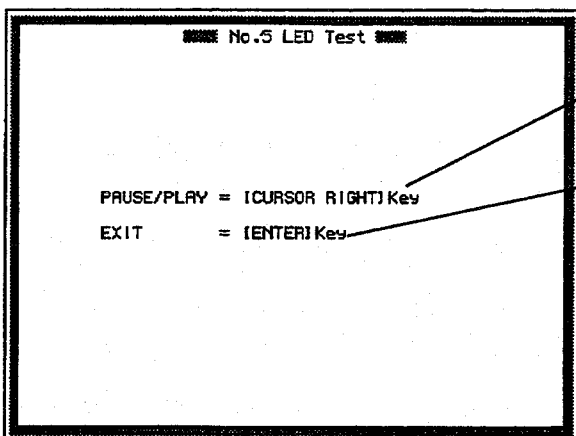 No.5 LED Test
PAUSE/PLAY = [CURSOR RIGHT] Key
EXIT = [ENTER] Key